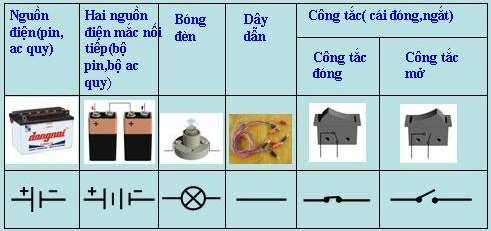 Nguồn
điện(pin,
ac quy)
Hai nguồn
điện mắc nối
tiếp(bộ
pin,bộ ac
quy)
Bóng
đèn
Dây
dẫn
Công tắc( cái đóng,ngắt)
Công tắc
đóng
Công tắc
mở
dongnai
+
+
+ −
+ −